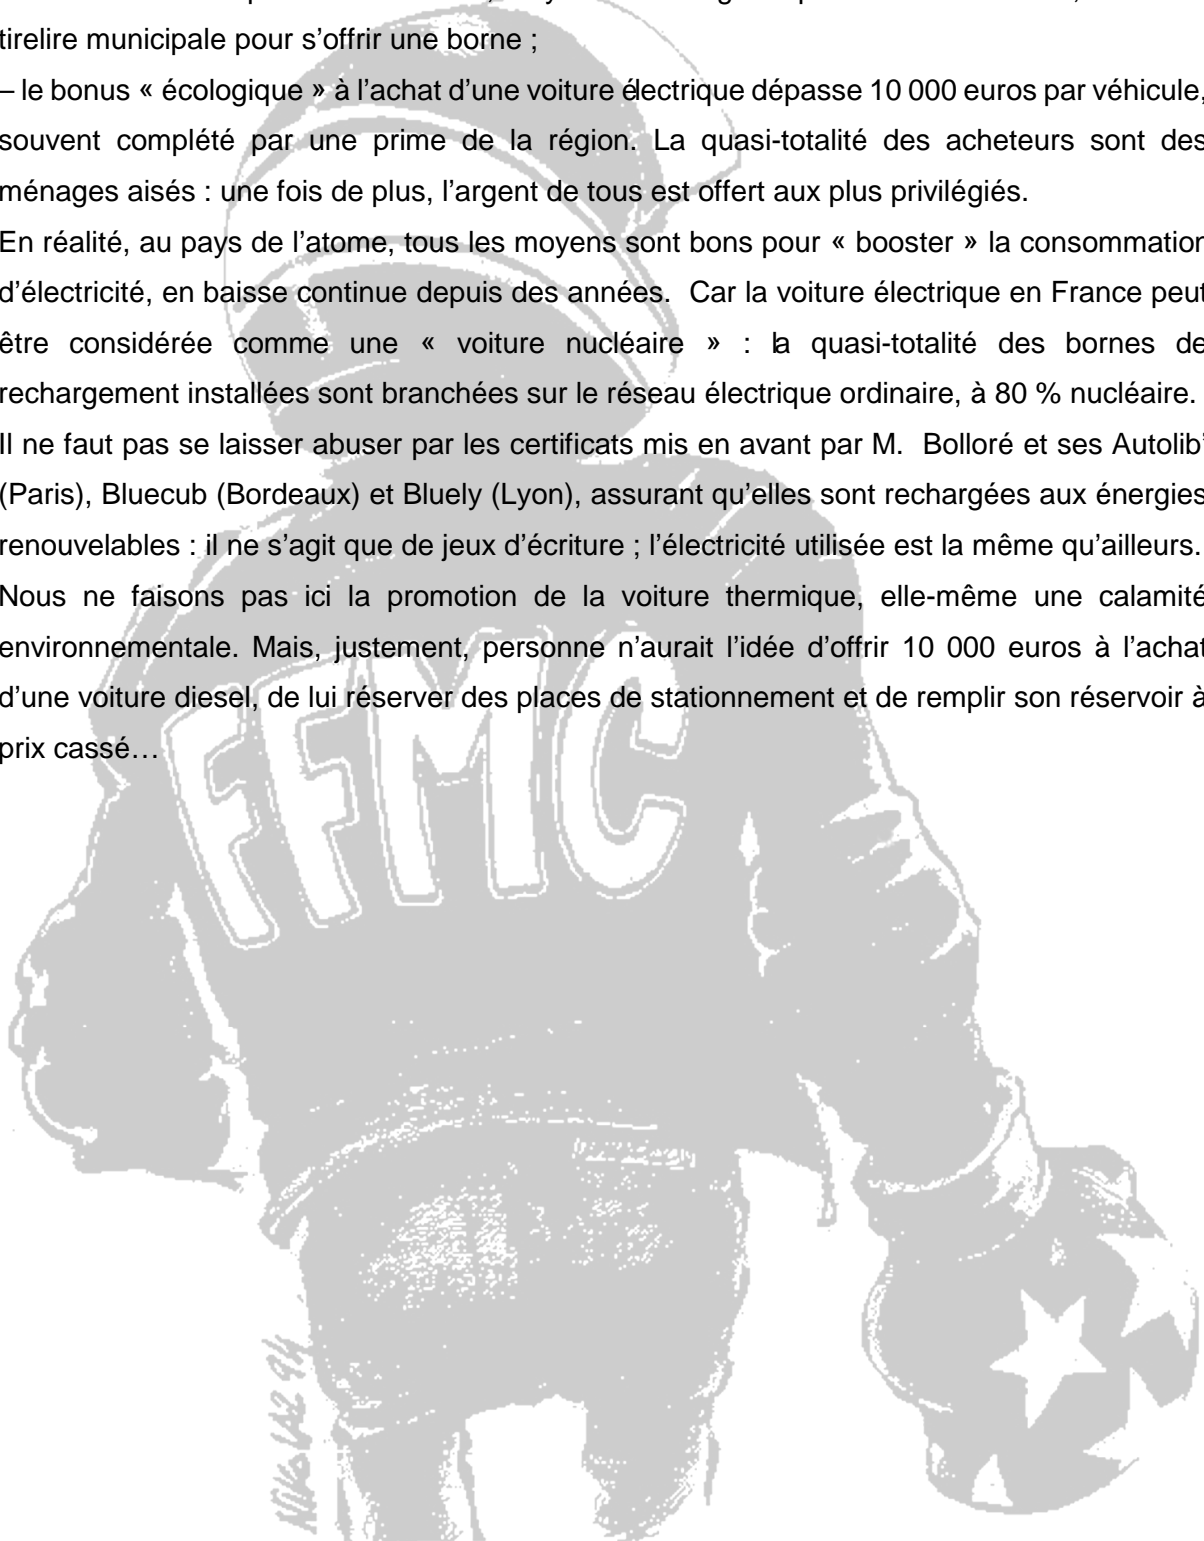 tirelire municipale pour s’offrir une borne ;
– le bonus « écologique » à l’achat d’une voiture électrique dépasse 10 000 euros par véhicule,
souvent complété par une prime de la région. La quasi-totalité des acheteurs sont des
ménages aisés : une fois de plus, l’argent de tous est offert aux plus privilégiés.
En réalité, au pays de l’atome, tous les moyens sont bons pour « booster » la consommation
d’électricité, en baisse continue depuis des années. Car la voiture électrique en France peut
être considérée comme une « voiture nucléaire » : la quasi-totalité des bornes de
rechargement installées sont branchées sur le réseau électrique ordinaire, à 80 % nucléaire.
Il ne faut pas se laisser abuser par les certificats mis en avant par M. Bolloré et ses Autolib’
(Paris), Bluecub (Bordeaux) et Bluely (Lyon), assurant qu’elles sont rechargées aux énergies
renouvelables : il ne s’agit que de jeux d’écriture ; l’électricité utilisée est la même qu’ailleurs.
Nous ne faisons pas ici la promotion de la voiture thermique, elle-même une calamité
environnementale. Mais, justement, personne n’aurait l’idée d’offrir 10 000 euros à l’achat
d’une voiture diesel, de lui réserver des places de stationnement et de remplir son réservoir à
prix cassé…
FFMC